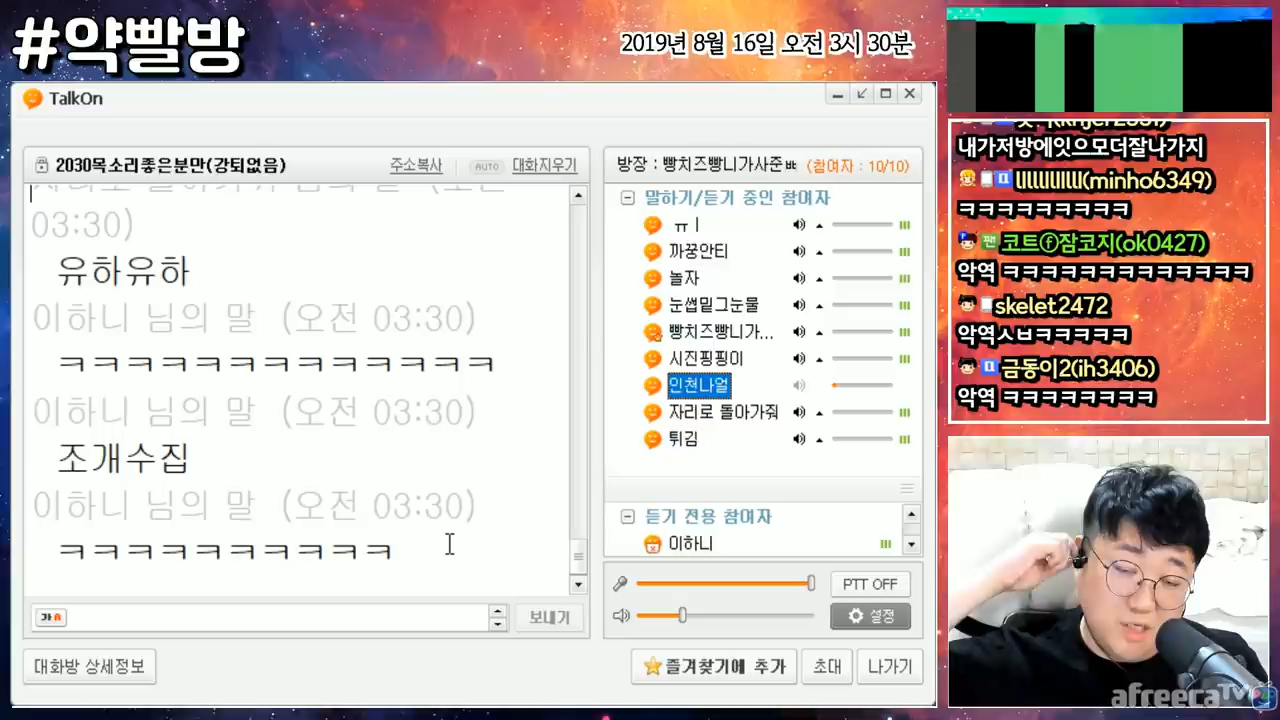 #약빨방
2019년 8월 16일 오전 3시 30분
TalkOn
2030목소리좋은분만(강퇴없음)
주소복사
AUTO
대화지우기
03:30)
유하유하
이하니 님의 말 (오전 03:30)
ㅋㅋㅋㅋㅋㅋㅋㅋㅋㅋㅋㅋㅋ
이하니 님의 말 (오전 03:30)
조개수집
이하니 님의 말 (오전 03:30)
ㅋㅋㅋㅋㅋㅋㅋㅋㅋㅋ
가
보내기
대화방 상세정보
방장 : 빵치즈빵니가사준 (참여자 : 10/10)
말하기/듣기 중인 참여자
ㅠㅣ
까꿍안티
놀자
눈썹밑그눈물
빵치즈빵니가...
시진핑핑이
인천나얼
자리로 돌아가줘
튀김
듣기 전용 참여자
이하니
PTT OFF
설정
즐겨찾기에 추가
초대
나가기
내가저방에잇으모더잘나가지
(minho6349)
ㅋㅋㅋㅋㅋㅋㅋㅋㅋ
코트ⓕ잠코지(ok0427)
악역 ㅋㅋㅋㅋㅋㅋㅋㅋㅋㅋㅋㅋㅋ
skelet2472
악역ㅅㅂㅋㅋㅋㅋㅋ
금동이2(ih3406)
악역 ㅋㅋㅋㅋㅋㅋㅋㅋ
afreecaTV